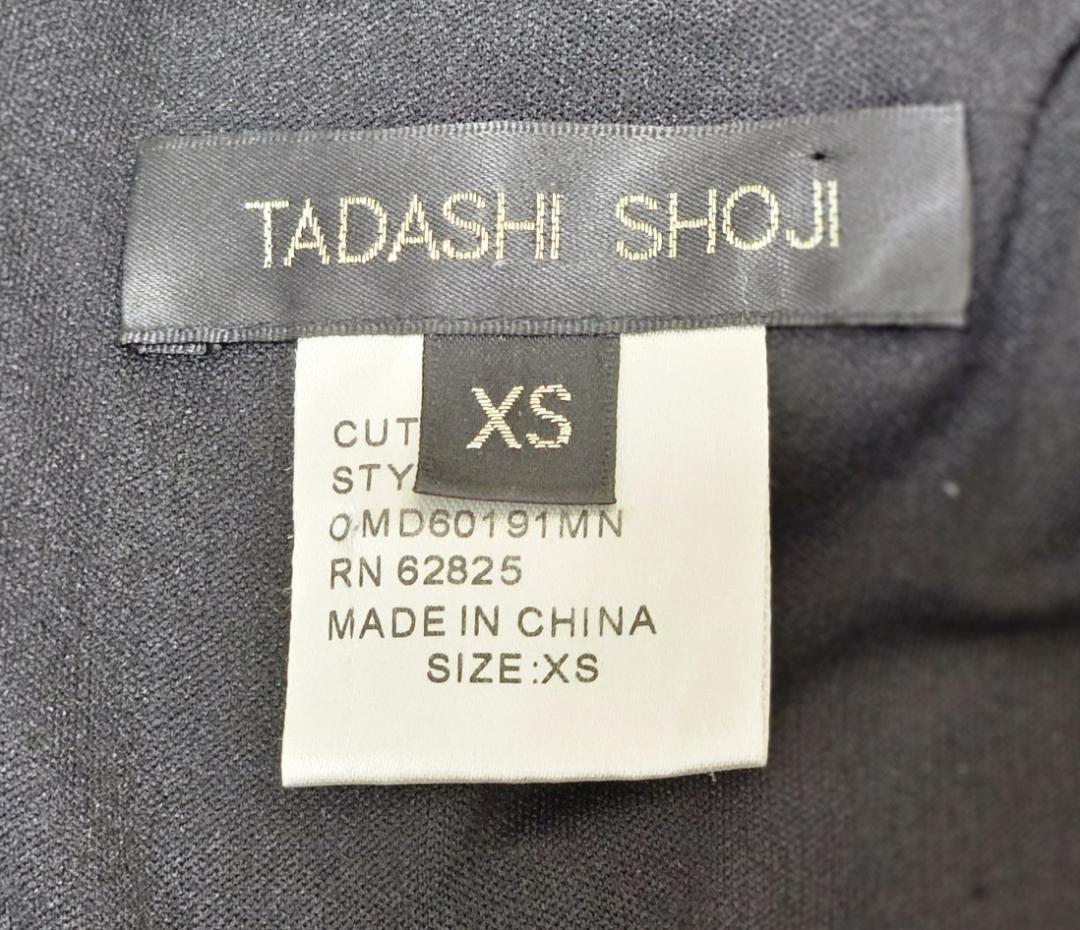 TADASHI SHOJI
XS
CUT
STY
0MD60191MN
RN 62825
MADE IN CHINA
SIZE:XS